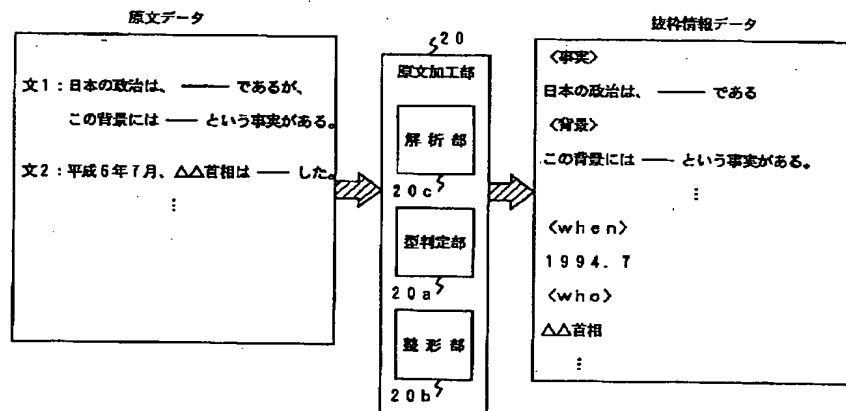 原文データ
文1：日本の政治は、 ─── であるが、
この背景には ── という事実がある。
文2：平成6年7月、△△首相は ── した。
⋮
20
原文加工部
解析部
20c
型判定部
20a
整形部
20b
抜粋情報データ
〈事実〉
日本の政治は、 ─── である
〈背景〉
この背景には ── という事実がある。
⋮
〈when〉
1994．7
〈who〉
△△首相
⋮